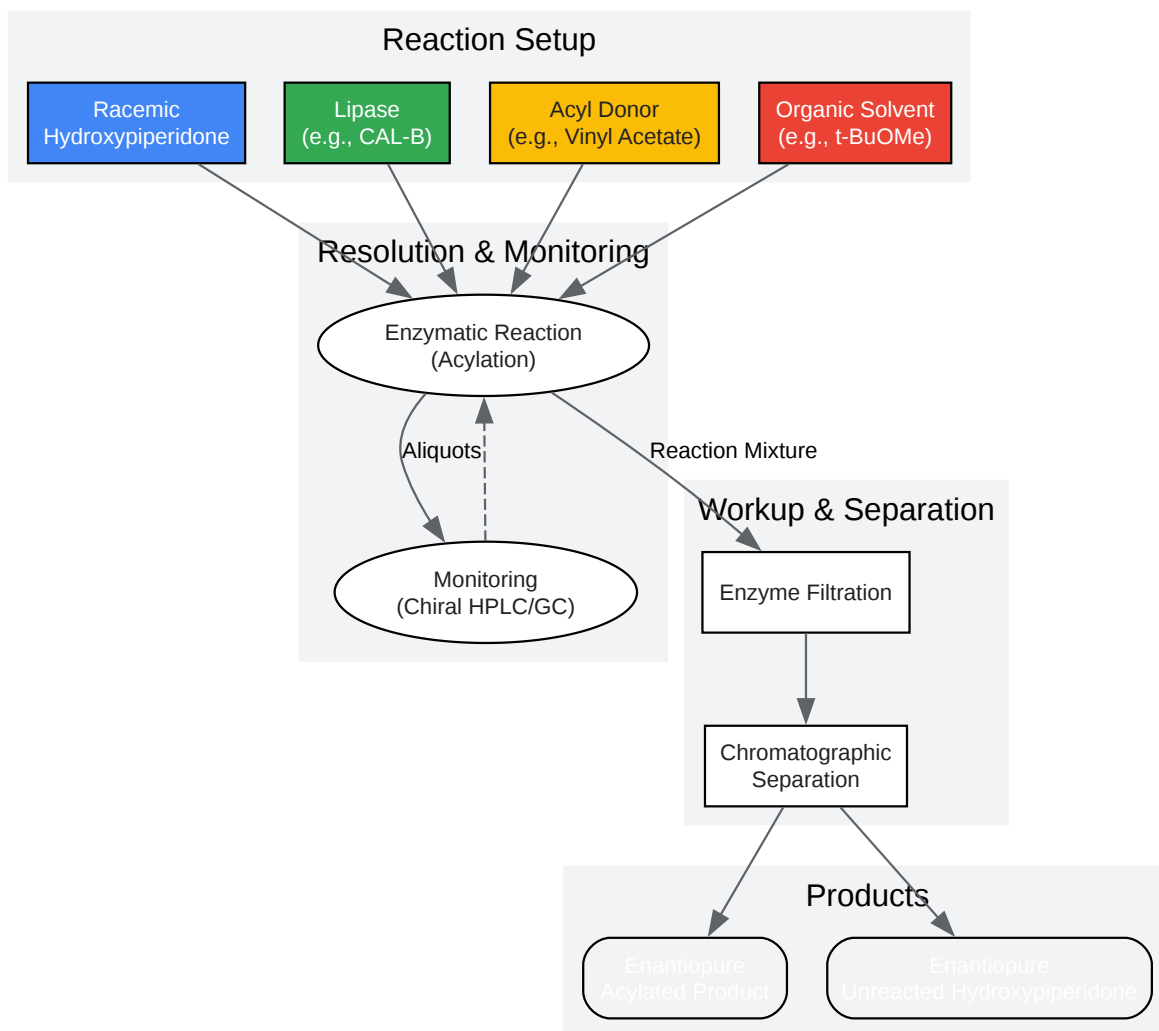 Reaction Setup
Racemic
Hydroxypiperidone
Lipase
(e.g., CAL-B)
Acyl Donor
(e.g., Vinyl Acetate)
Organic Solvent
(e.g., t-BuOMe)
Resolution & Monitoring
Enzymatic Reaction
(Acylation)
Aliquots
Reaction Mixture
Monitoring
(Chiral HPLC/GC)
Workup & Separation
Enzyme Filtration
Chromatographic
Separation
Products
Enantiopure
Acylated Product
Enantiopure
Unreacted Hydroxypiperidone